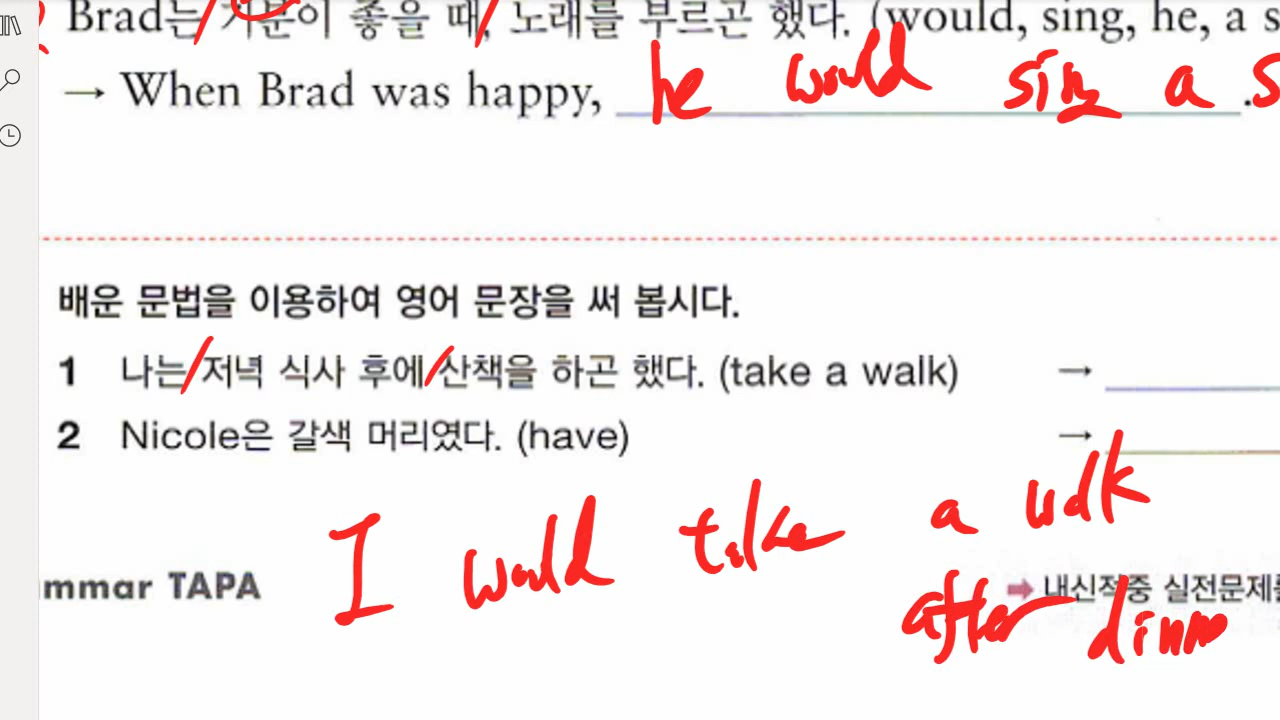 Brad는 기분이 좋을 때, 노래를 부르곤 했다. (would, sing, he, a s
→ When Brad was happy, he would sing a .s
배운 문법을 이용하여 영어 문장을 써 봅시다.
1 나는/저녁 식사 후에/산책을 하곤 했다. (take a walk) →
2 Nicole은 갈색 머리였다. (have) →
I would take a walk
mmar TAPA
➡ 내신적중 실전문제를
after dinn